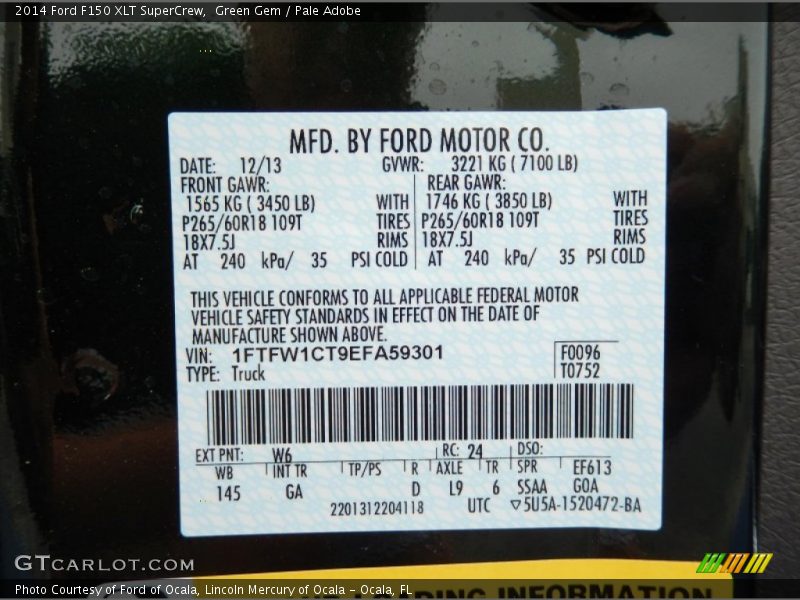 2014 Ford F150 XLT SuperCrew,  Green Gem / Pale Adobe
MFD. BY FORD MOTOR CO.
DATE: 12/13 GVWR: 3221 KG ( 7100 LB)
FRONT GAWR: REAR GAWR:
1565 KG ( 3450 LB) WITH 1746 KG ( 3850 LB) WITH
P265/60R18 109T TIRES P265/60R18 109T TIRES
18X7.5J RIMS 18X7.5J RIMS
AT 240 kPa/ 35 PSI COLD AT 240 kPa/ 35 PSI COLD
THIS VEHICLE CONFORMS TO ALL APPLICABLE FEDERAL MOTOR
VEHICLE SAFETY STANDARDS IN EFFECT ON THE DATE OF
MANUFACTURE SHOWN ABOVE.
VIN: 1FTFW1CT9EFA59301 F0096
TYPE: Truck T0752
EXT PNT: W6 RC: 24 DSO:
WB INT TR TP/PS R AXLE TR SPR EF613
145 GA D L9 6 SSAA GOA
2201312204118 UTC ▽5U5A-1520472-BA
GTCARLOT.COM
LOADING INFORMATION
Photo Courtesy of Ford of Ocala, Lincoln Mercury of Ocala - Ocala, FL